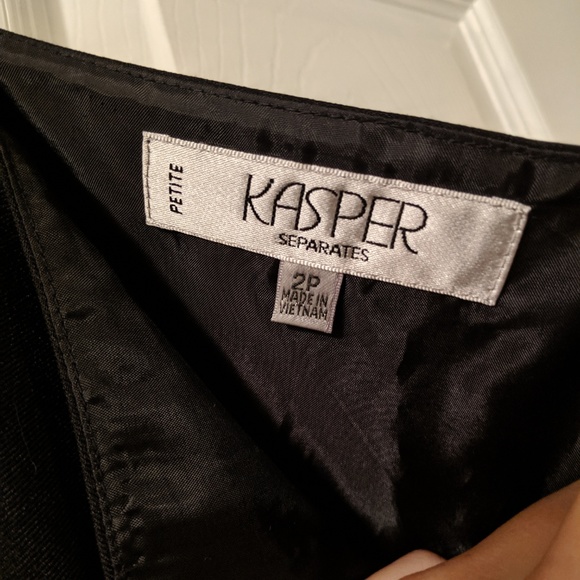 PETITE
KASPER
SEPARATES
2P
MADE IN
VIETNAM